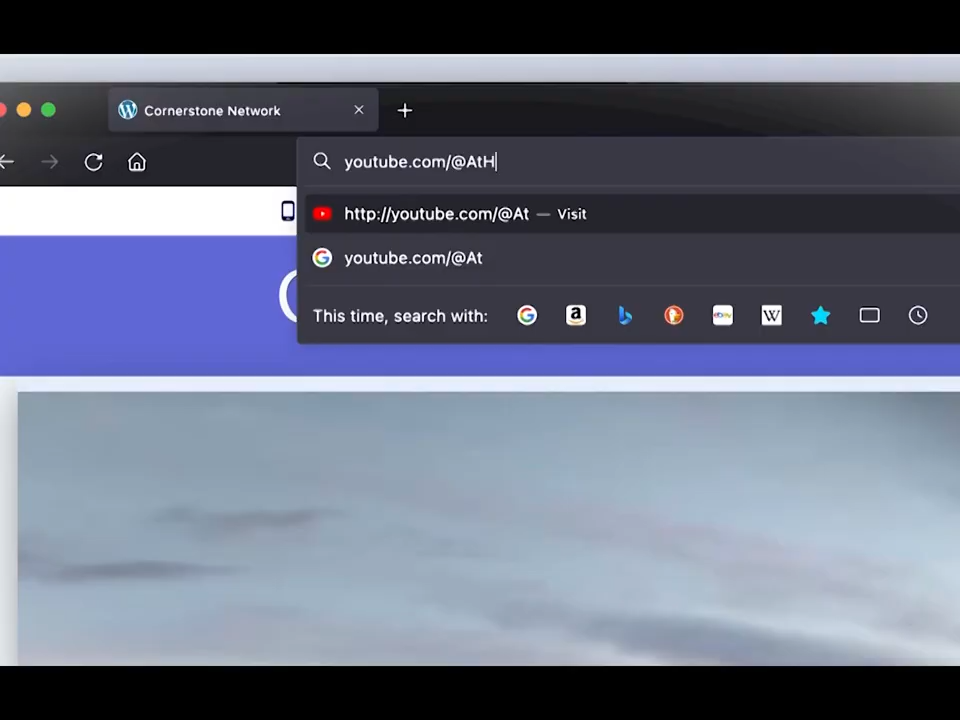 Cornerstone Network
youtube.com/@AtH
http://youtube.com/@At — Visit
youtube.com/@At
This time, search with: